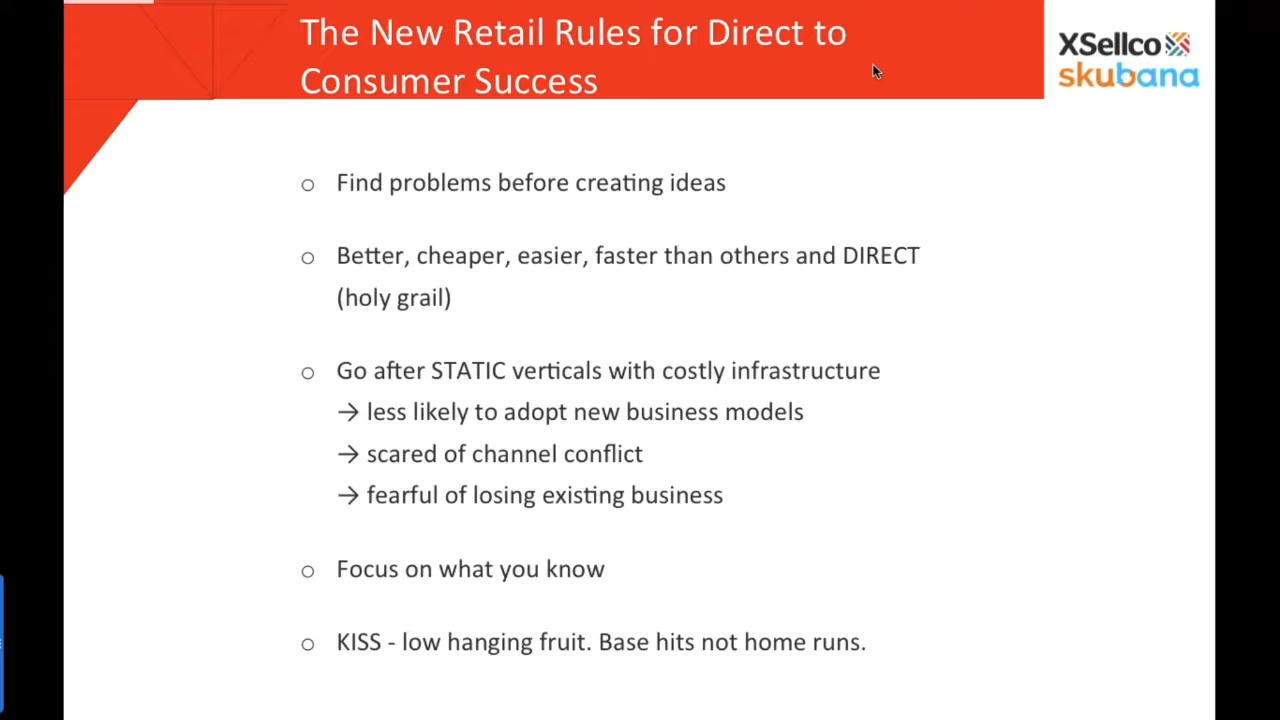 The New Retail Rules for Direct to
Consumer Success
XSellco
skubana
○ Find problems before creating ideas
○ Better, cheaper, easier, faster than others and DIRECT
(holy grail)
○ Go after STATIC verticals with costly infrastructure
→ less likely to adopt new business models
→ scared of channel conflict
→ fearful of losing existing business
○ Focus on what you know
○ KISS - low hanging fruit. Base hits not home runs.